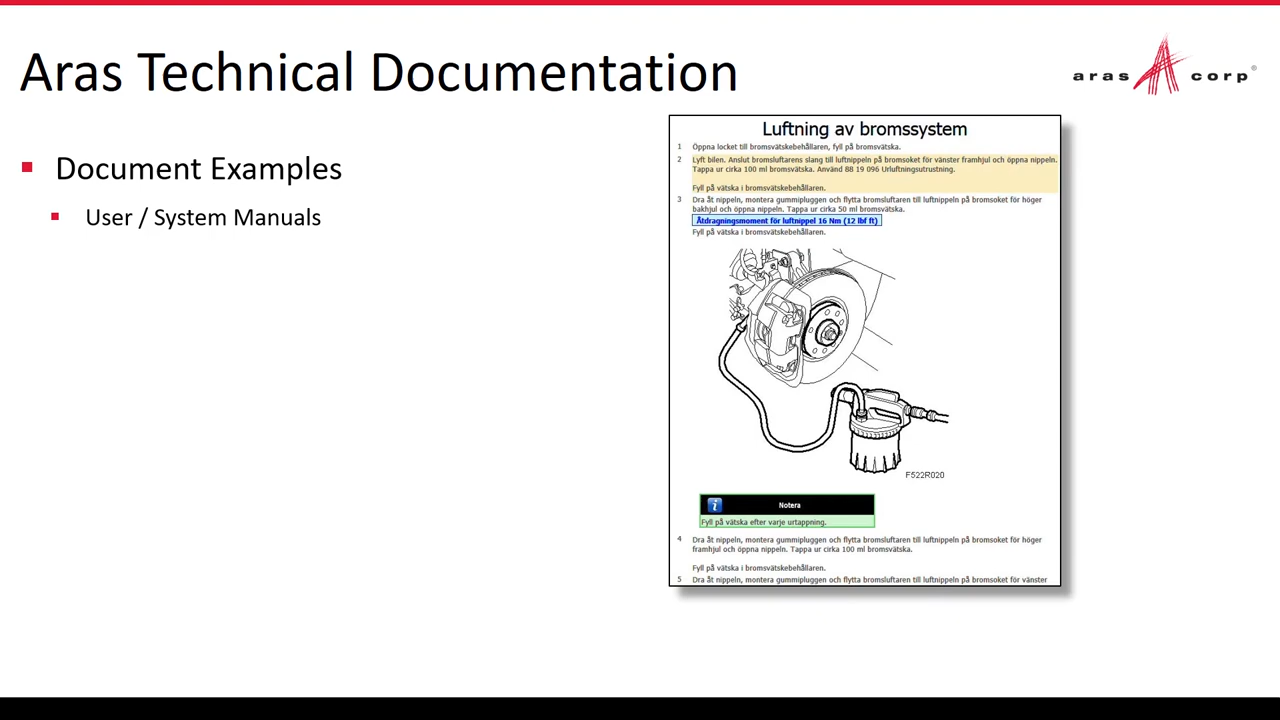 Aras Technical Documentation
aras corp®
Document Examples
User / System Manuals
Luftning av bromssystem
1 Öppna locket till bromsvätskebehållaren, fyll på bromsvätska.
2 Lyft bilen. Anslut bromsluftarens slang till luftnippeln på bromsoket för vänster framhjul och öppna nippeln.
Tappa ur cirka 100 ml bromsvätska. Använd 88 19 096 Urluftningsutrustning.
Fyll på vätska i bromsvätskebehållaren.
3 Dra åt nippeln, montera gummipluggen och flytta bromsluftaren till luftnippeln på bromsoket för höger
bakhjul och öppna nippeln. Tappa ur cirka 50 ml bromsvätska.
Åtdragningsmoment för luftnippel 16 Nm (12 lbf ft)
Fyll på vätska i bromsvätskebehållaren.
F522R020
i Notera
Fyll på vätska efter varje urtappning.
4 Dra åt nippeln, montera gummipluggen och flytta bromsluftaren till luftnippeln på bromsoket för höger
framhjul och öppna nippeln. Tappa ur cirka 100 ml bromsvätska.
Fyll på vätska i bromsvätskebehållaren.
5 Dra åt nippeln, montera gummipluggen och flytta bromsluftaren till luftnippeln på bromsoket för vänster